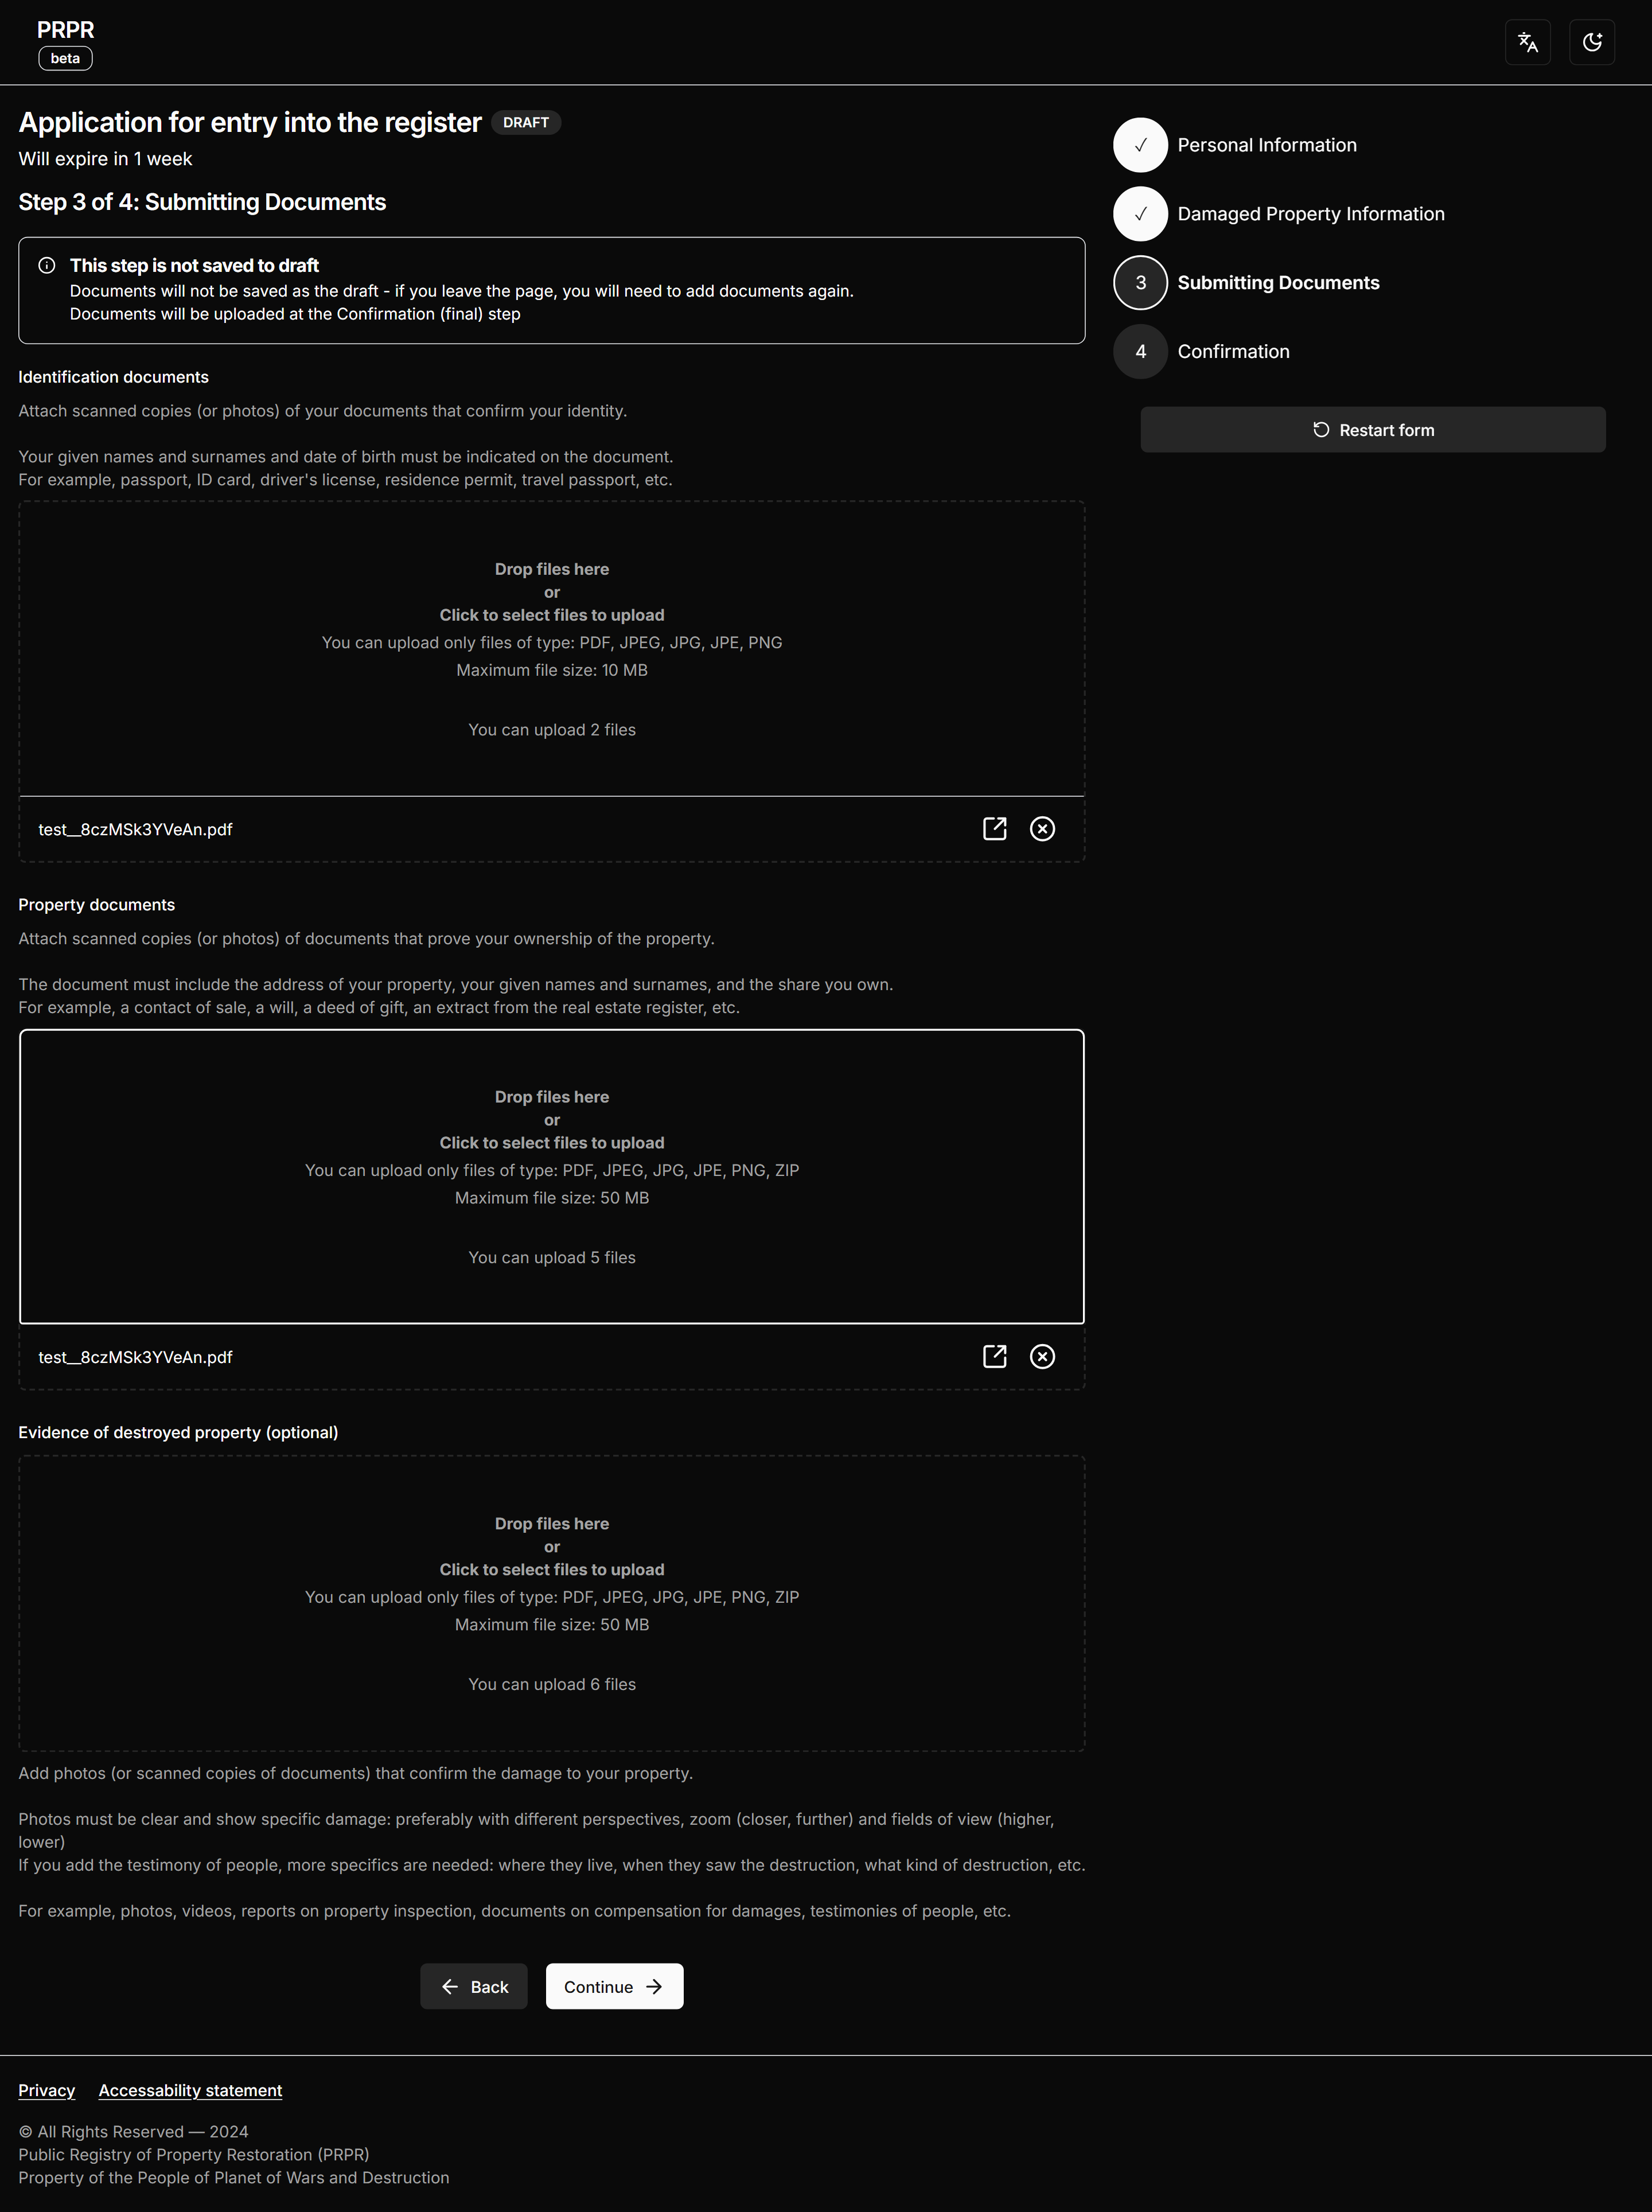 PRPR
beta
Application for entry into the register DRAFT
Will expire in 1 week
Step 3 of 4: Submitting Documents
This step is not saved to draft
Documents will not be saved as the draft - if you leave the page, you will need to add documents again.
Documents will be uploaded at the Confirmation (final) step
Identification documents
Attach scanned copies (or photos) of your documents that confirm your identity.
Your given names and surnames and date of birth must be indicated on the document.
For example, passport, ID card, driver's license, residence permit, travel passport, etc.
Drop files here
or
Click to select files to upload
You can upload only files of type: PDF, JPEG, JPG, JPE, PNG
Maximum file size: 10 MB
You can upload 2 files
test__8czMSk3YVeAn.pdf
Property documents
Attach scanned copies (or photos) of documents that prove your ownership of the property.
The document must include the address of your property, your given names and surnames, and the share you own.
For example, a contact of sale, a will, a deed of gift, an extract from the real estate register, etc.
Drop files here
or
Click to select files to upload
You can upload only files of type: PDF, JPEG, JPG, JPE, PNG, ZIP
Maximum file size: 50 MB
You can upload 5 files
test__8czMSk3YVeAn.pdf
Evidence of destroyed property (optional)
Drop files here
or
Click to select files to upload
You can upload only files of type: PDF, JPEG, JPG, JPE, PNG, ZIP
Maximum file size: 50 MB
You can upload 6 files
Add photos (or scanned copies of documents) that confirm the damage to your property.
Photos must be clear and show specific damage: preferably with different perspectives, zoom (closer, further) and fields of view (higher,
lower)
If you add the testimony of people, more specifics are needed: where they live, when they saw the destruction, what kind of destruction, etc.
For example, photos, videos, reports on property inspection, documents on compensation for damages, testimonies of people, etc.
Back
Continue
✓ Personal Information
✓ Damaged Property Information
3 Submitting Documents
4 Confirmation
Restart form
Privacy Accessability statement
© All Rights Reserved — 2024
Public Registry of Property Restoration (PRPR)
Property of the People of Planet of Wars and Destruction